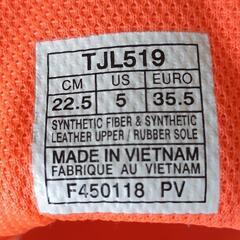 TJL519
CM US EURO
22.5 5 35.5
SYNTHETIC FIBER & SYNTHETIC
LEATHER UPPER / RUBBER SOLE
MADE IN VIETNAM
FABRIQUE AU VIETNAM
F450118 PV